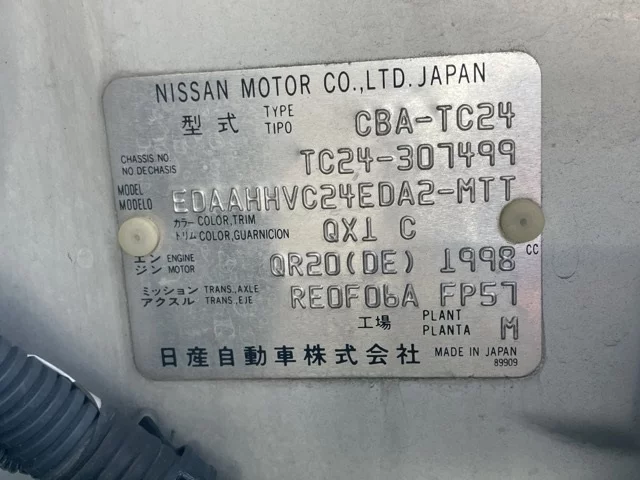 NISSAN MOTOR CO.,LTD. JAPAN
型式 TYPE TIPO CBA-TC24
CHASSIS NO. NO DE CHASIS TC24-307499
MODEL MODELO EDAAHHVC24EDA2-MTT
カラー COLOR,TRIM
トリム COLOR,GUARNICION QX1 C
エンジン ENGINE MOTOR QR20(DE) 1998 CC
ミッション TRANS.,AXLE
アクスル TRANS.,EJE RE0F06A FP57
工場 PLANT PLANTA M
日産自動車株式会社 MADE IN JAPAN
89909